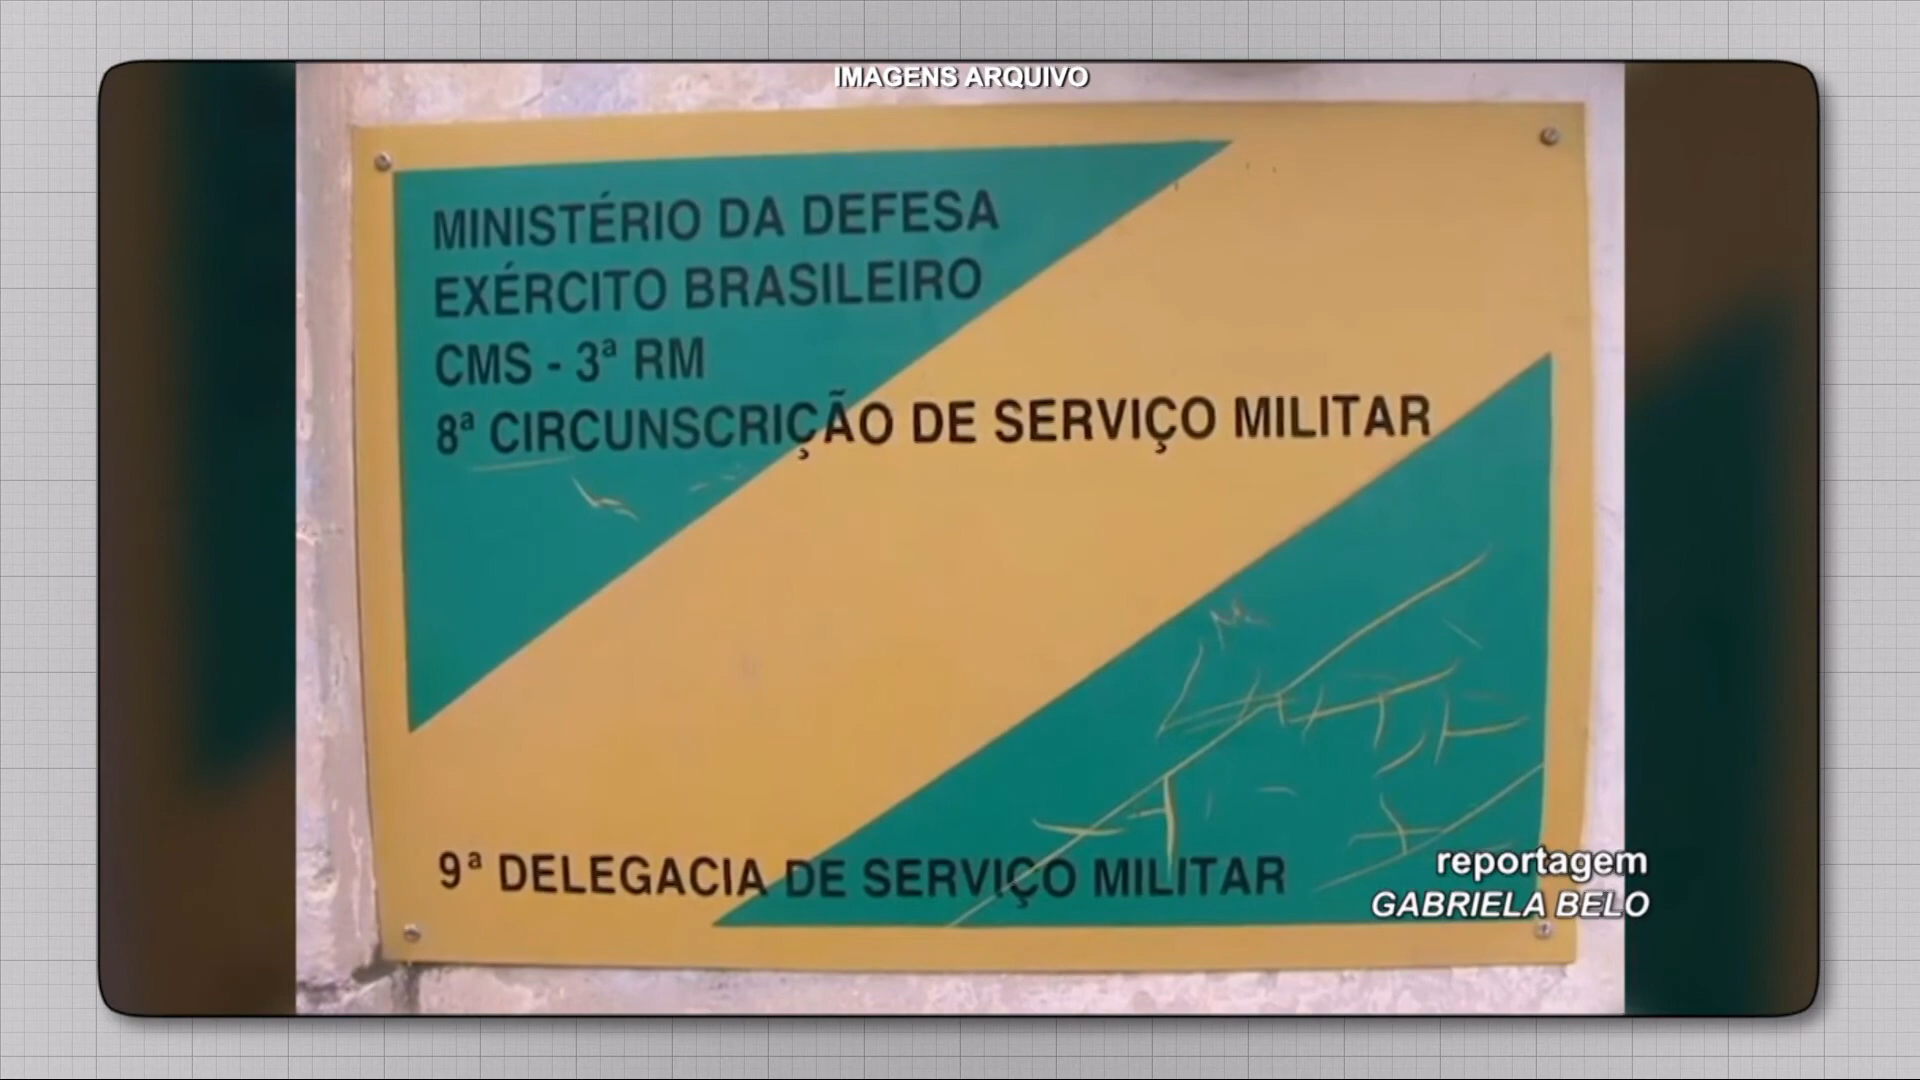 IMAGENS ARQUIVO
MINISTÉRIO DA DEFESA
EXÉRCITO BRASILEIRO
CMS - 3ª RM
8ª CIRCUNSCRIÇÃO DE SERVIÇO MILITAR
9ª DELEGACIA DE SERVIÇO MILITAR
reportagem
GABRIELA BELO